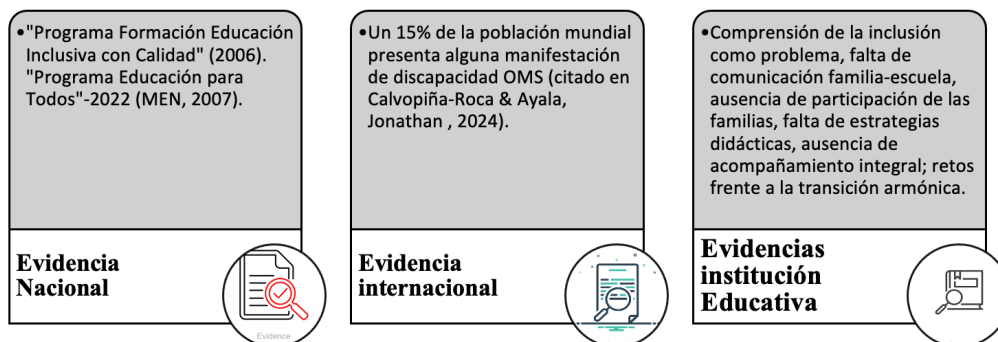 •"Programa Formación Educación
Inclusiva con Calidad" (2006).
"Programa Educación para
Todos"-2022 (MEN, 2007).
Evidencia
Nacional
Evidence
•Un 15% de la población mundial
presenta alguna manifestación
de discapacidad OMS (citado en
Calvopiña-Roca & Ayala,
Jonathan , 2024).
Evidencia
internacional
•Comprensión de la inclusión
como problema, falta de
comunicación familia-escuela,
ausencia de participación de las
familias, falta de estrategias
didácticas, ausencia de
acompañamiento integral; retos
frente a la transición armónica.
Evidencias
institución
Educativa